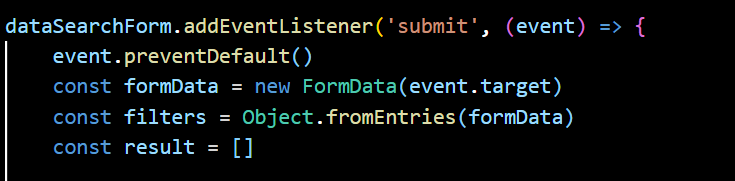 dataSearchForm.addEventListener('submit', (event) => {
    event.preventDefault()
    const formData = new FormData(event.target)
    const filters = Object.fromEntries(formData)
    const result = []